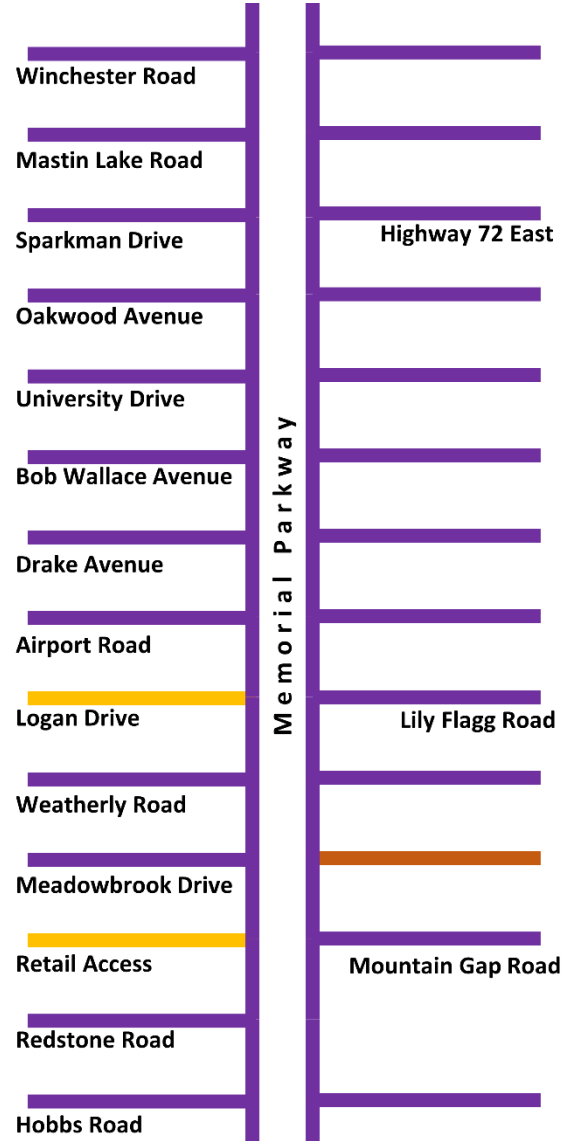 Winchester Road
Mastin Lake Road
Sparkman Drive
Highway 72 East
Oakwood Avenue
University Drive
Bob Wallace Avenue
Drake Avenue
Airport Road
Memorial Parkway
Logan Drive
Lily Flagg Road
Weatherly Road
Meadowbrook Drive
Retail Access
Mountain Gap Road
Redstone Road
Hobbs Road